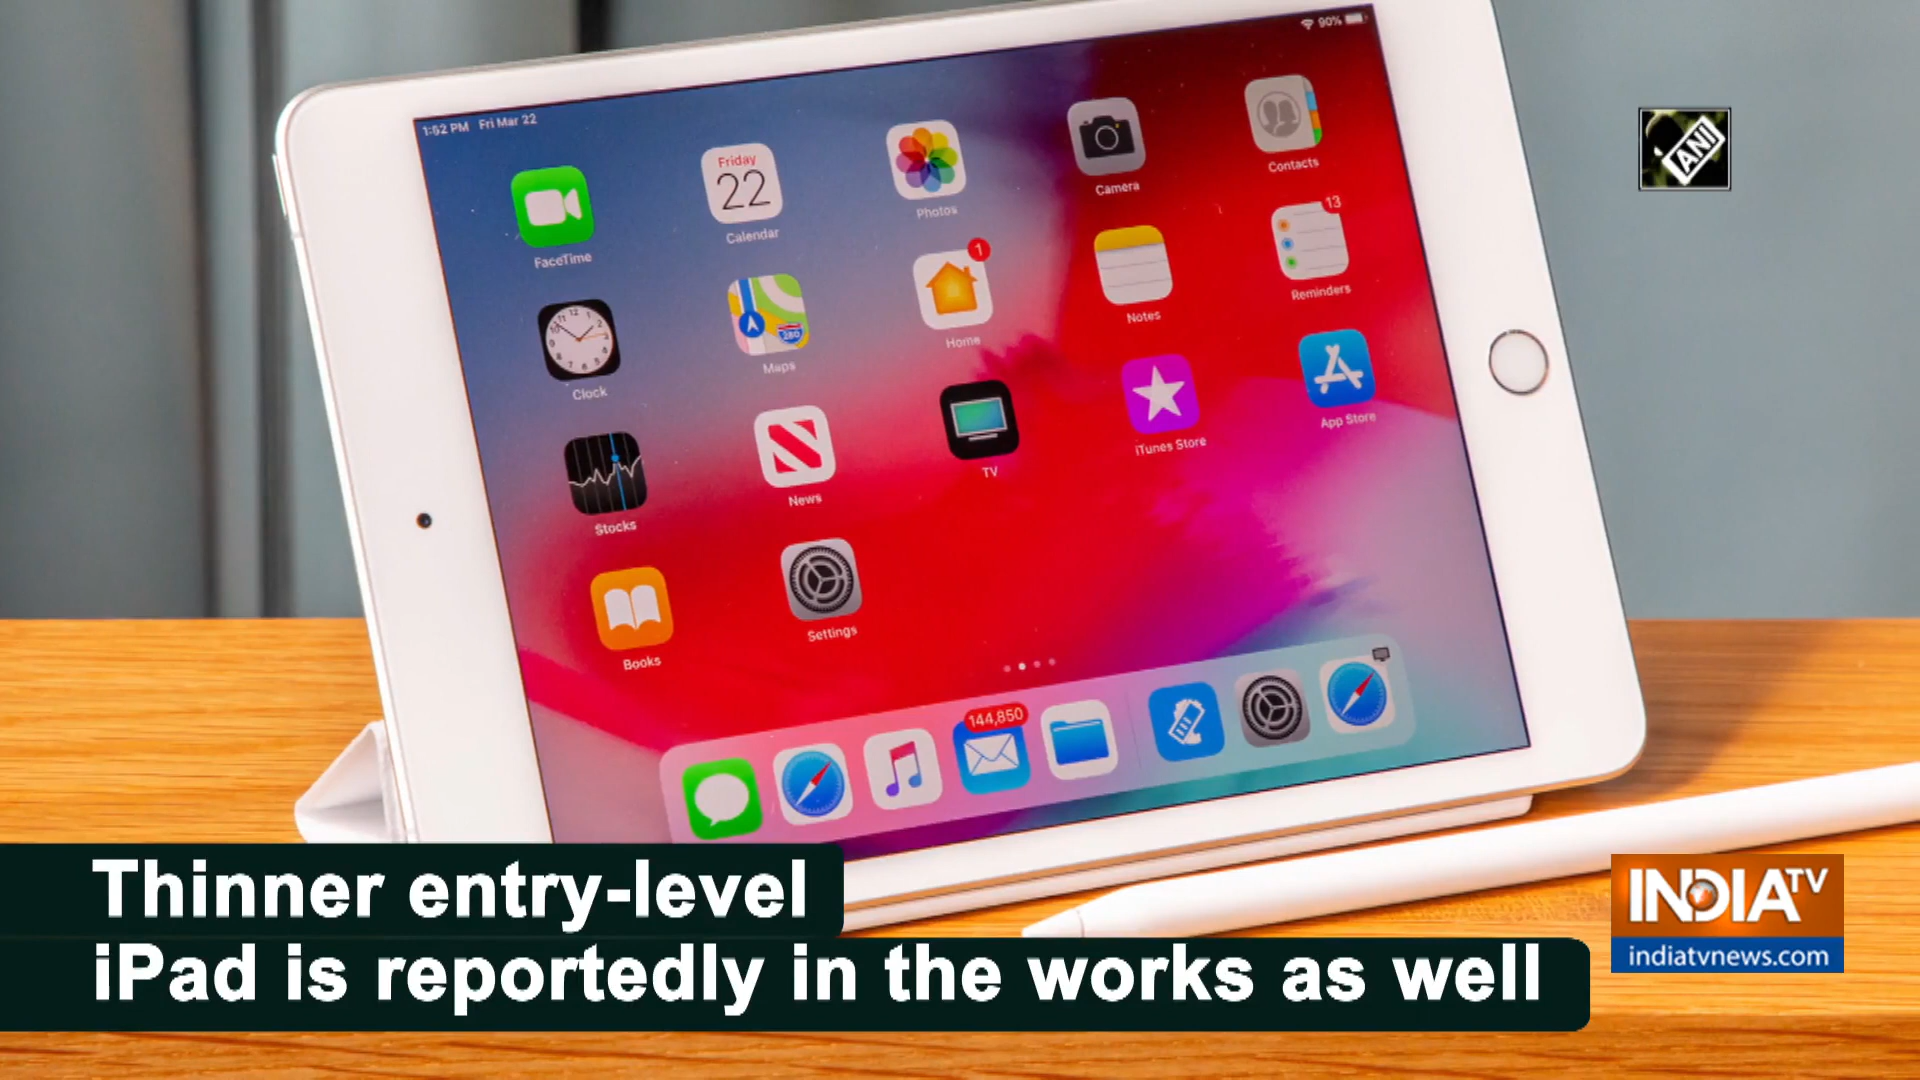 1:52 PM Fri Mar 22
90%
FaceTime
Friday
22
Calendar
Photos
Camera
Contacts
Clock
280
Maps
1
Home
Notes
13
Reminders
Stocks
News
TV
iTunes Store
App Store
Books
Settings
144,850
ANI
Thinner entry-level
iPad is reportedly in the works as well
INDIA TV
indiatvnews.com